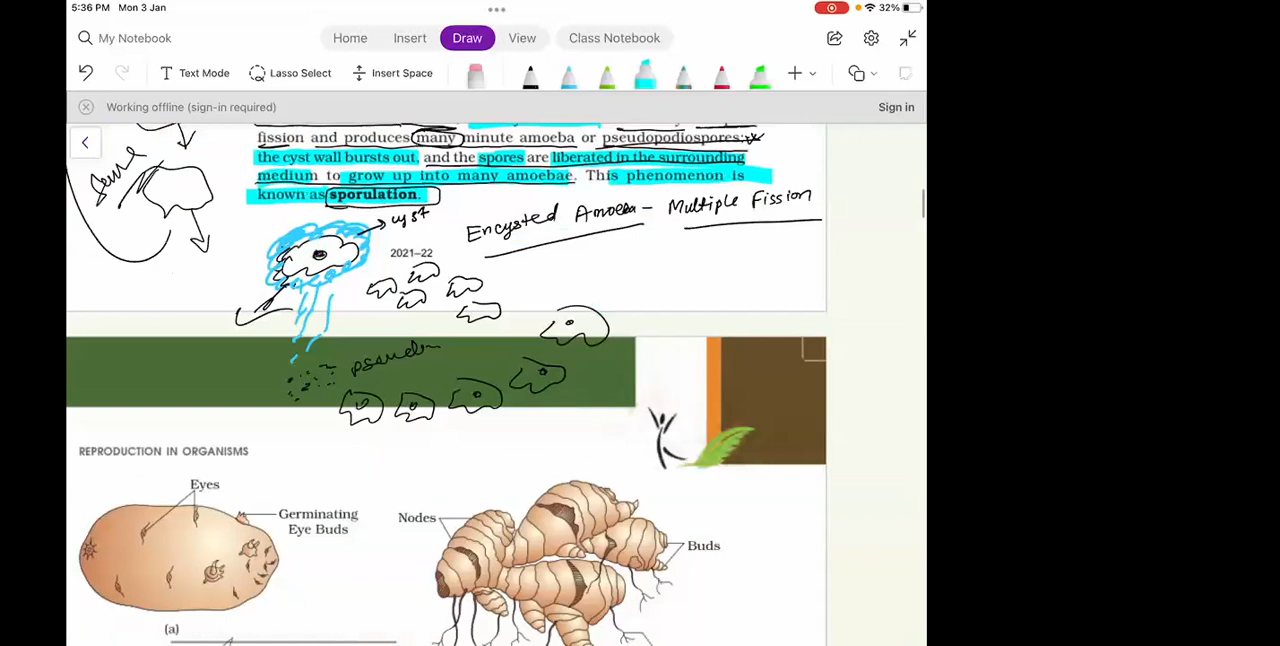 5:36 PM Mon 3 Jan
32%
My Notebook
Home Insert Draw View Class Notebook
Text Mode Lasso Select Insert Space
Working offline (sign-in required) Sign in
fission and produces many minute amoeba or pseudopodiospores;
the cyst wall bursts out, and the spores are liberated in the surrounding
medium to grow up into many amoebae. This phenomenon is
known as sporulation.
cyst
Encysted Amoeba - Multiple Fission
2021–22
REPRODUCTION IN ORGANISMS
Eyes
Germinating
Eye Buds
Nodes
Buds
(a)